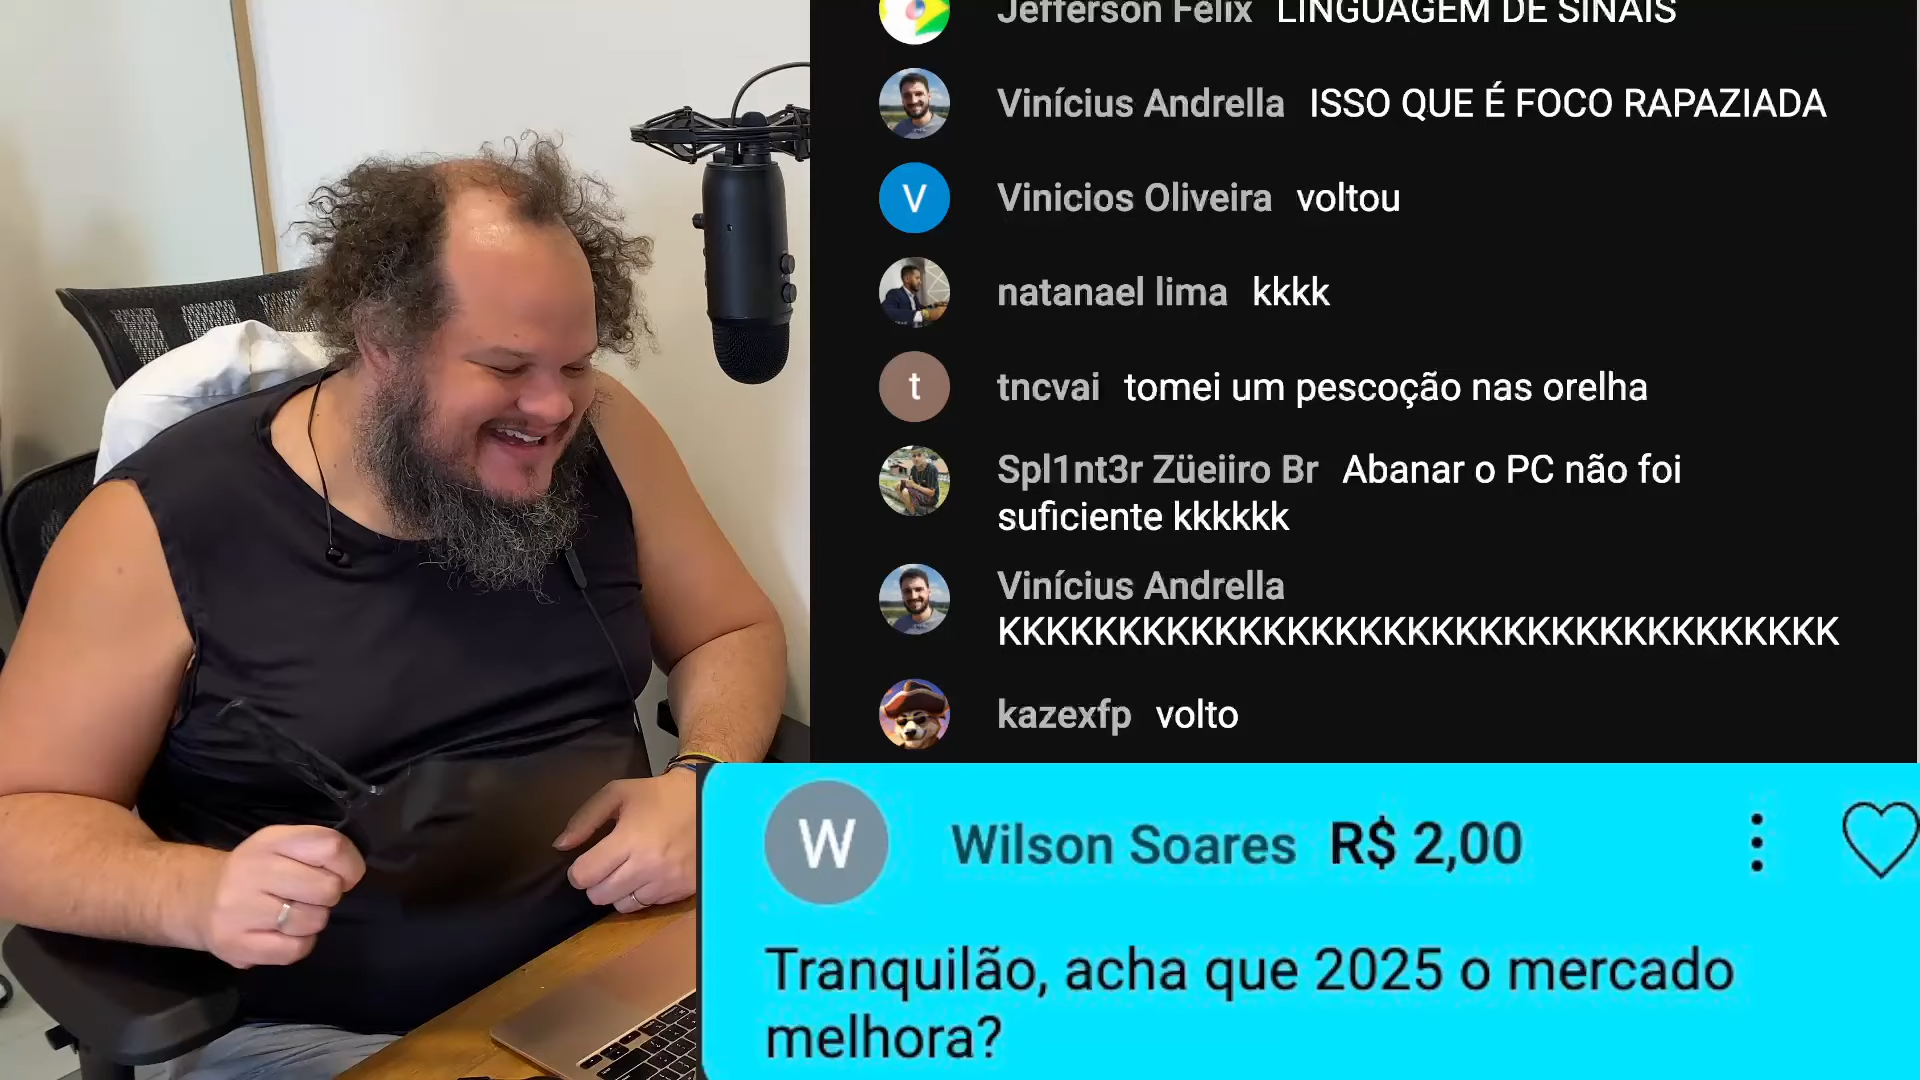 Jefferson Felix LINGUAGEM DE SINAIS
Vinícius Andrella ISSO QUE É FOCO RAPAZIADA
V Vinicios Oliveira voltou
natanael lima kkkk
t tncvai tomei um pescoção nas orelha
Spl1nt3r Züeiiro Br Abanar o PC não foi
suficiente kkkkkk
Vinícius Andrella
KKKKKKKKKKKKKKKKKKKKKKKKKKKKKKKKKKK
kazexfp volto
W Wilson Soares R$ 2,00
Tranquilão, acha que 2025 o mercado
melhora?